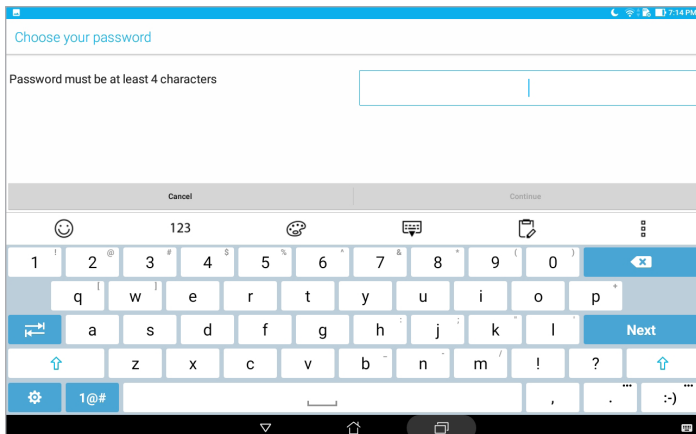 7:14 PM
Choose your password
Password must be at least 4 characters
Cancel Continue
123
! @ # $ % ^ & * ( )
1 2 3 4 5 6 7 8 9 0
q w e r t y u i o p +
a s d f g h : j ; k " l ' Next
z x c v b - n m / ! ?
1@# , . ... :-) ...